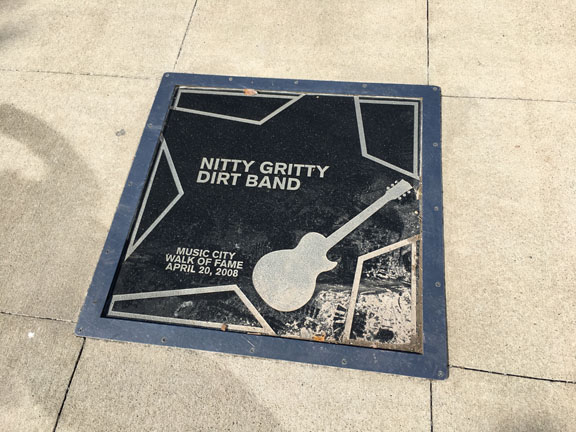 NITTY GRITTY
DIRT BAND
MUSIC CITY
WALK OF FAME
APRIL 20, 2008